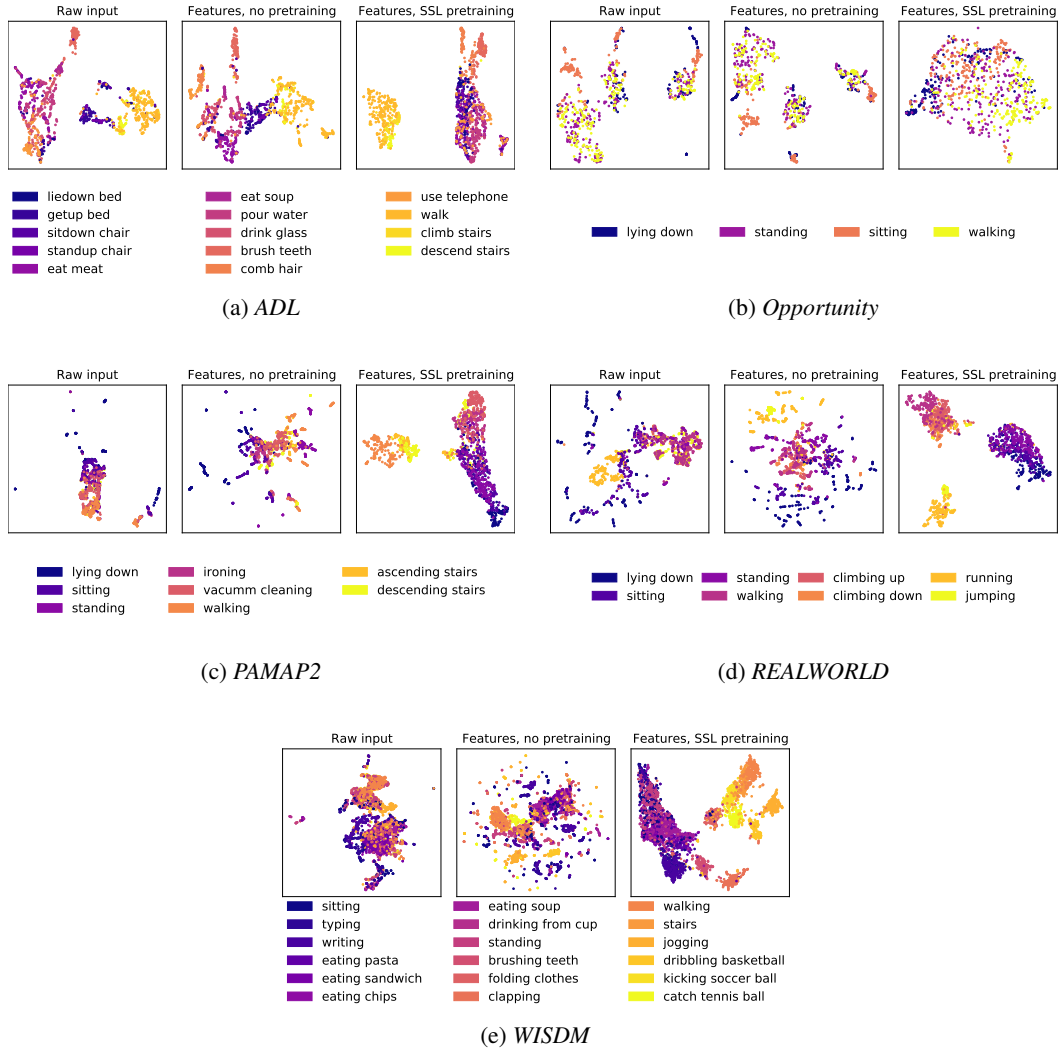 Raw input
Features, no pretraining
Features, SSL pretraining
Raw input
Features, no pretraining
Features, SSL pretraining
liedown bed
getup bed
sitdown chair
standup chair
eat meat
eat soup
pour water
drink glass
brush teeth
comb hair
use telephone
walk
climb stairs
descend stairs
lying down
standing
sitting
walking
(a) ADL
(b) Opportunity
Raw input
Features, no pretraining
Features, SSL pretraining
Raw input
Features, no pretraining
Features, SSL pretraining
lying down
sitting
standing
ironing
vacumm cleaning
walking
ascending stairs
descending stairs
lying down
sitting
standing
walking
climbing up
climbing down
running
jumping
(c) PAMAP2
(d) REALWORLD
Raw input
Features, no pretraining
Features, SSL pretraining
sitting
typing
writing
eating pasta
eating sandwich
eating chips
eating soup
drinking from cup
standing
brushing teeth
folding clothes
clapping
walking
stairs
jogging
dribbling basketball
kicking soccer ball
catch tennis ball
(e) WISDM